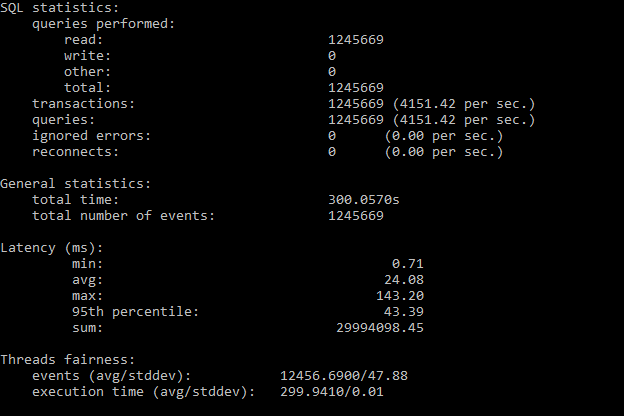 SQL statistics:
queries performed:
read: 1245669
write: 0
other: 0
total: 1245669
transactions: 1245669 (4151.42 per sec.)
queries: 1245669 (4151.42 per sec.)
ignored errors: 0 (0.00 per sec.)
reconnects: 0 (0.00 per sec.)
General statistics:
total time: 300.0570s
total number of events: 1245669
Latency (ms):
min: 0.71
avg: 24.08
max: 143.20
95th percentile: 43.39
sum: 29994098.45
Threads fairness:
events (avg/stddev): 12456.6900/47.88
execution time (avg/stddev): 299.9410/0.01